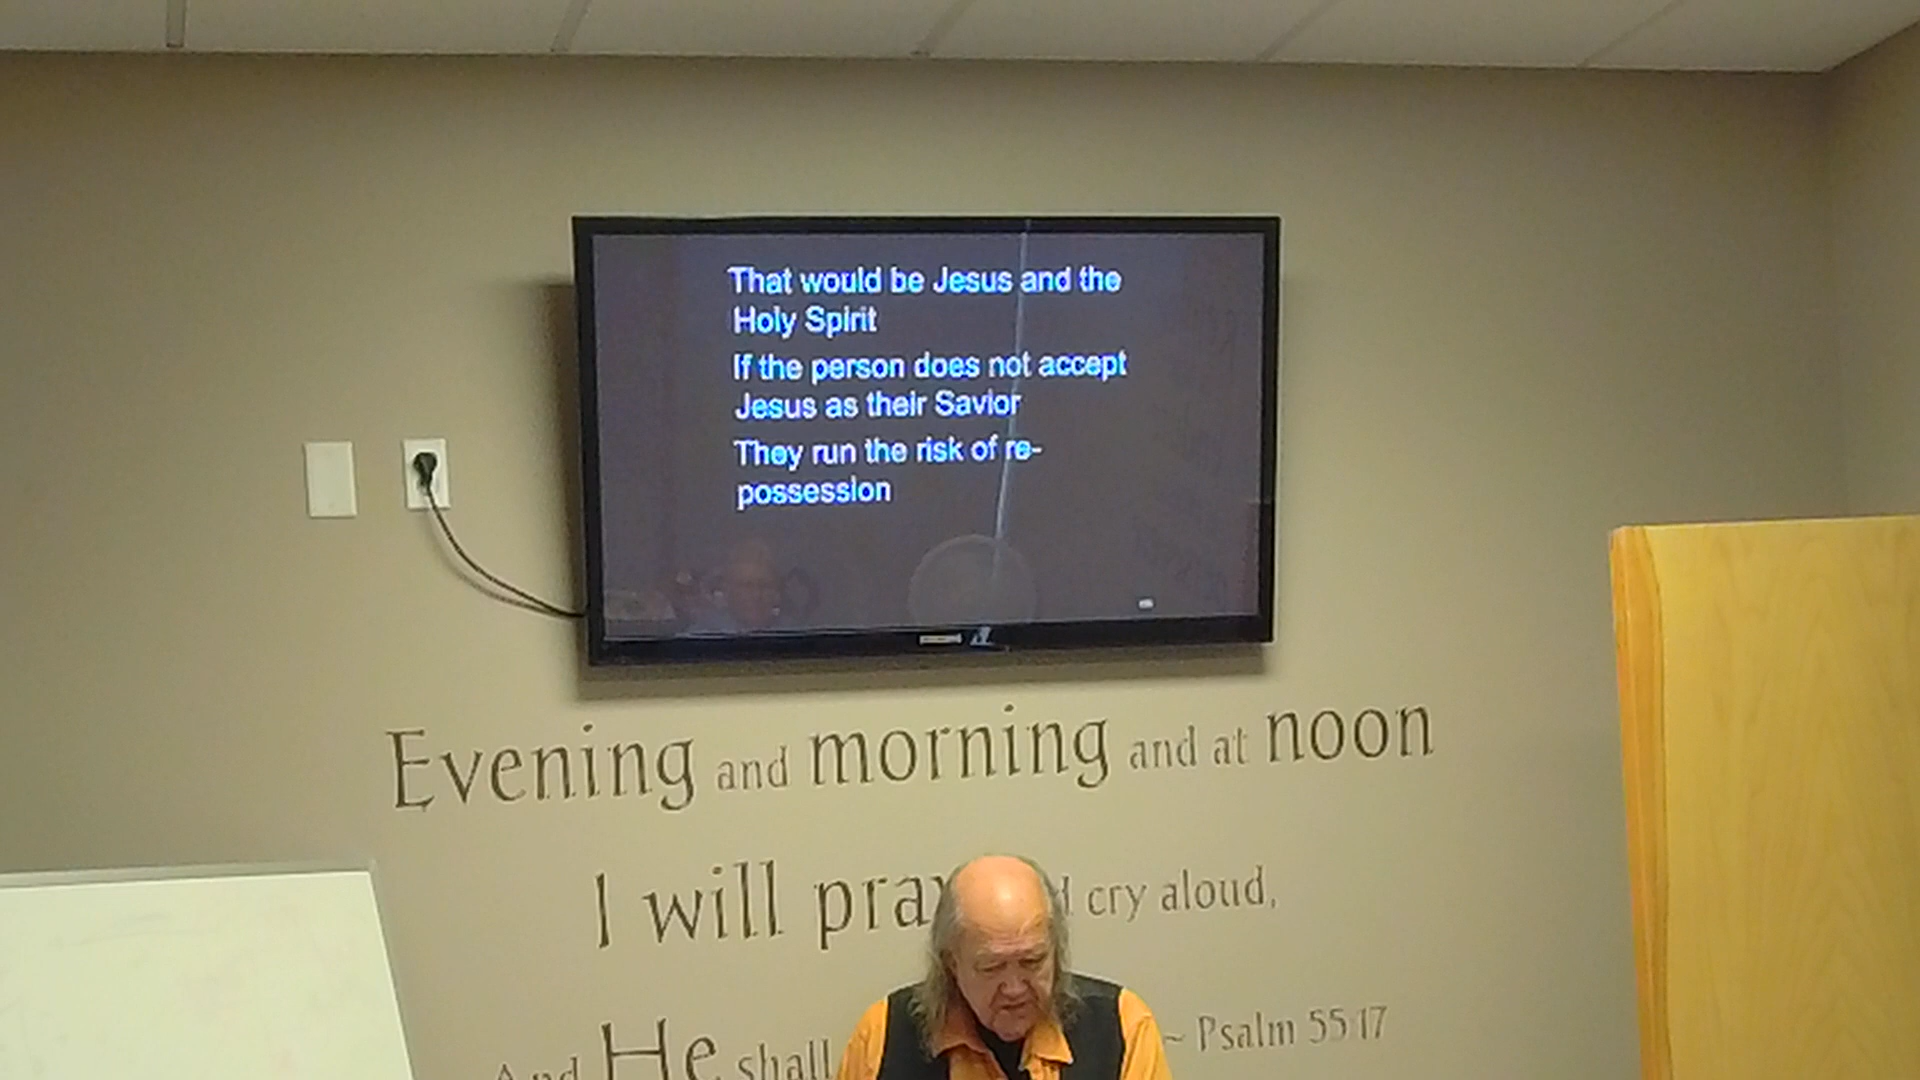 That would be Jesus and the
Holy Spirit
If the person does not accept
Jesus as their Savior
They run the risk of re-
possession
Evening and morning and at noon
I will pray cry aloud,
And He shall ~ Psalm 55:17